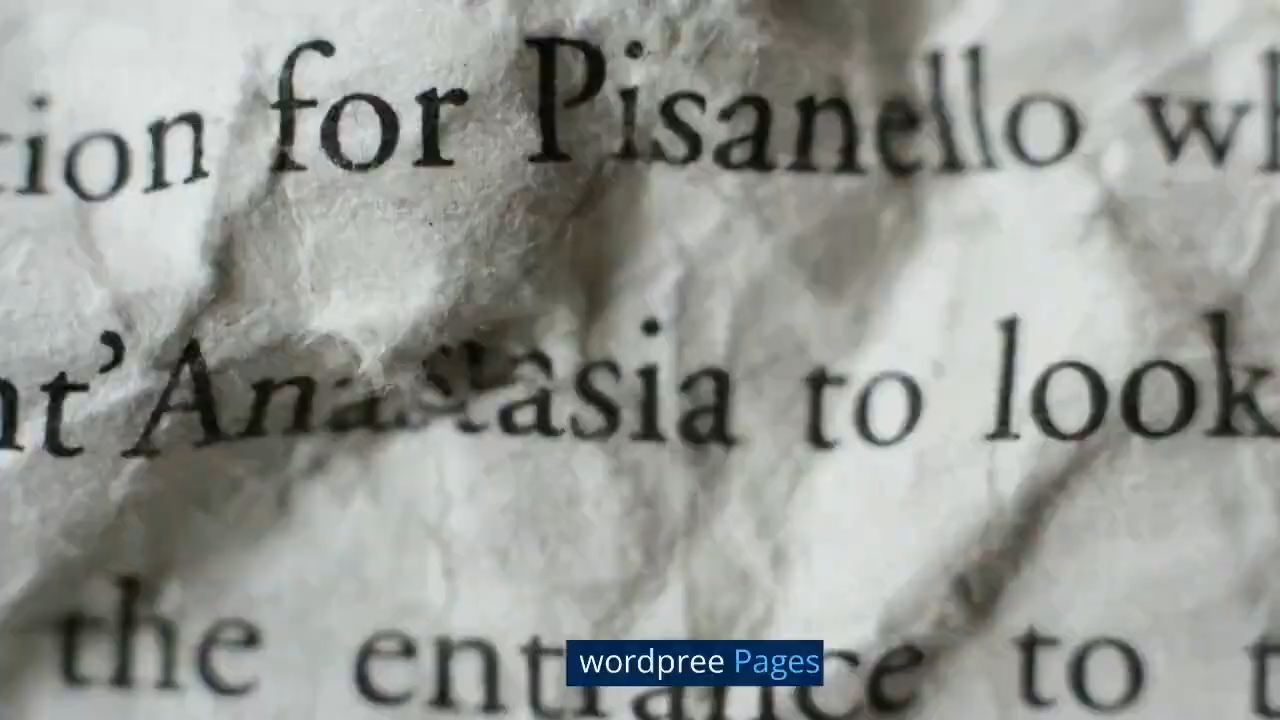 tion for Pisanello wh
nt’Anastasia to look
the entrance to t
wordpree Pages